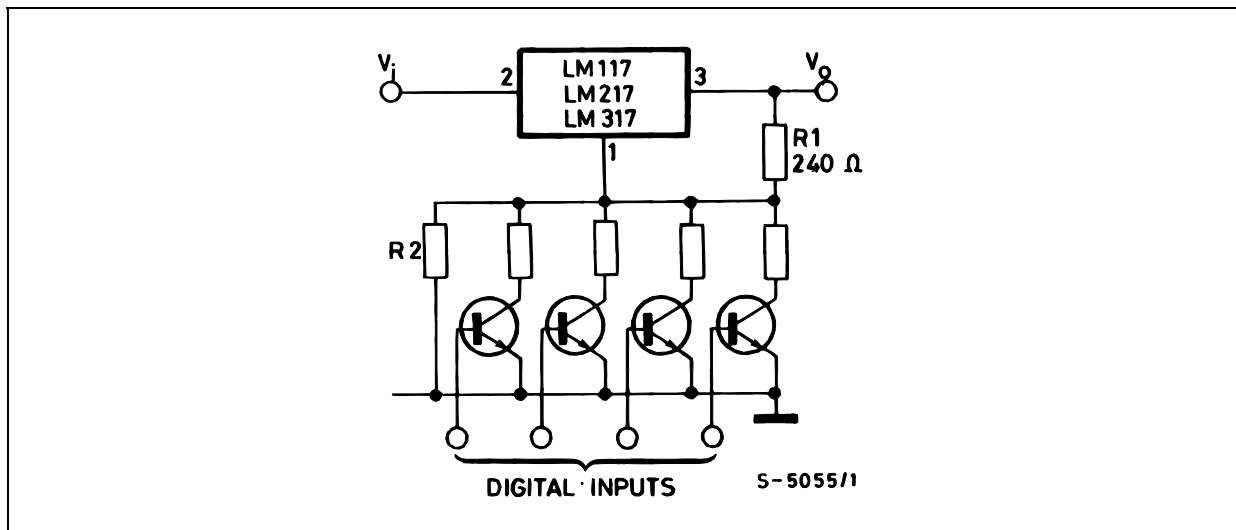 Vi
2
LM117
LM217
LM317
3
Vo
1
R1
240 Ω
R2
DIGITAL INPUTS
S-5055/1